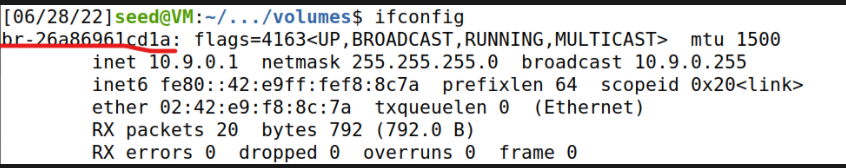 [06/28/22]seed@VM:~/.../volumes$ ifconfig
br-26a86961cd1a: flags=4163<UP,BROADCAST,RUNNING,MULTICAST>  mtu 1500
        inet 10.9.0.1  netmask 255.255.255.0  broadcast 10.9.0.255
        inet6 fe80::42:e9ff:fef8:8c7a  prefixlen 64  scopeid 0x20<link>
        ether 02:42:e9:f8:8c:7a  txqueuelen 0  (Ethernet)
        RX packets 20  bytes 792 (792.0 B)
        RX errors 0  dropped 0  overruns 0  frame 0